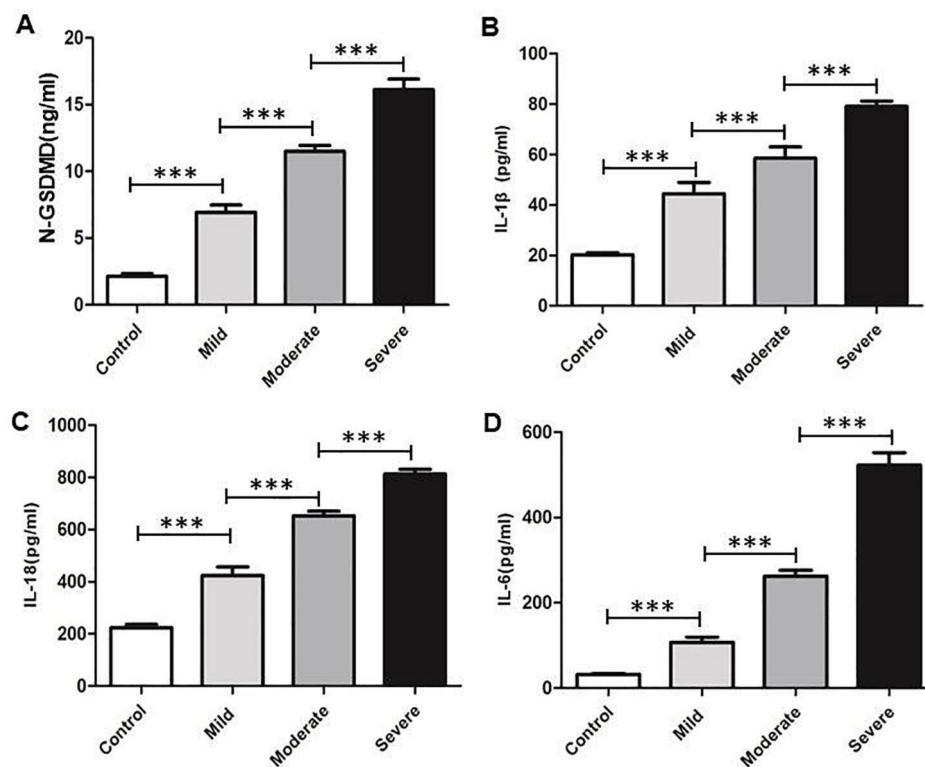 A
N-GSDMD(ng/ml)
20
15
10
5
0
***
***
***
Control
Mild
Moderate
Severe
B
IL-1β (pg/ml)
100
80
60
40
20
0
***
***
***
Control
Mild
Moderate
Severe
C
IL-18(pg/ml)
1000
800
600
400
200
0
***
***
***
Control
Mild
Moderate
Severe
D
IL-6(pg/ml)
600
400
200
0
***
***
***
Control
Mild
Moderate
Severe